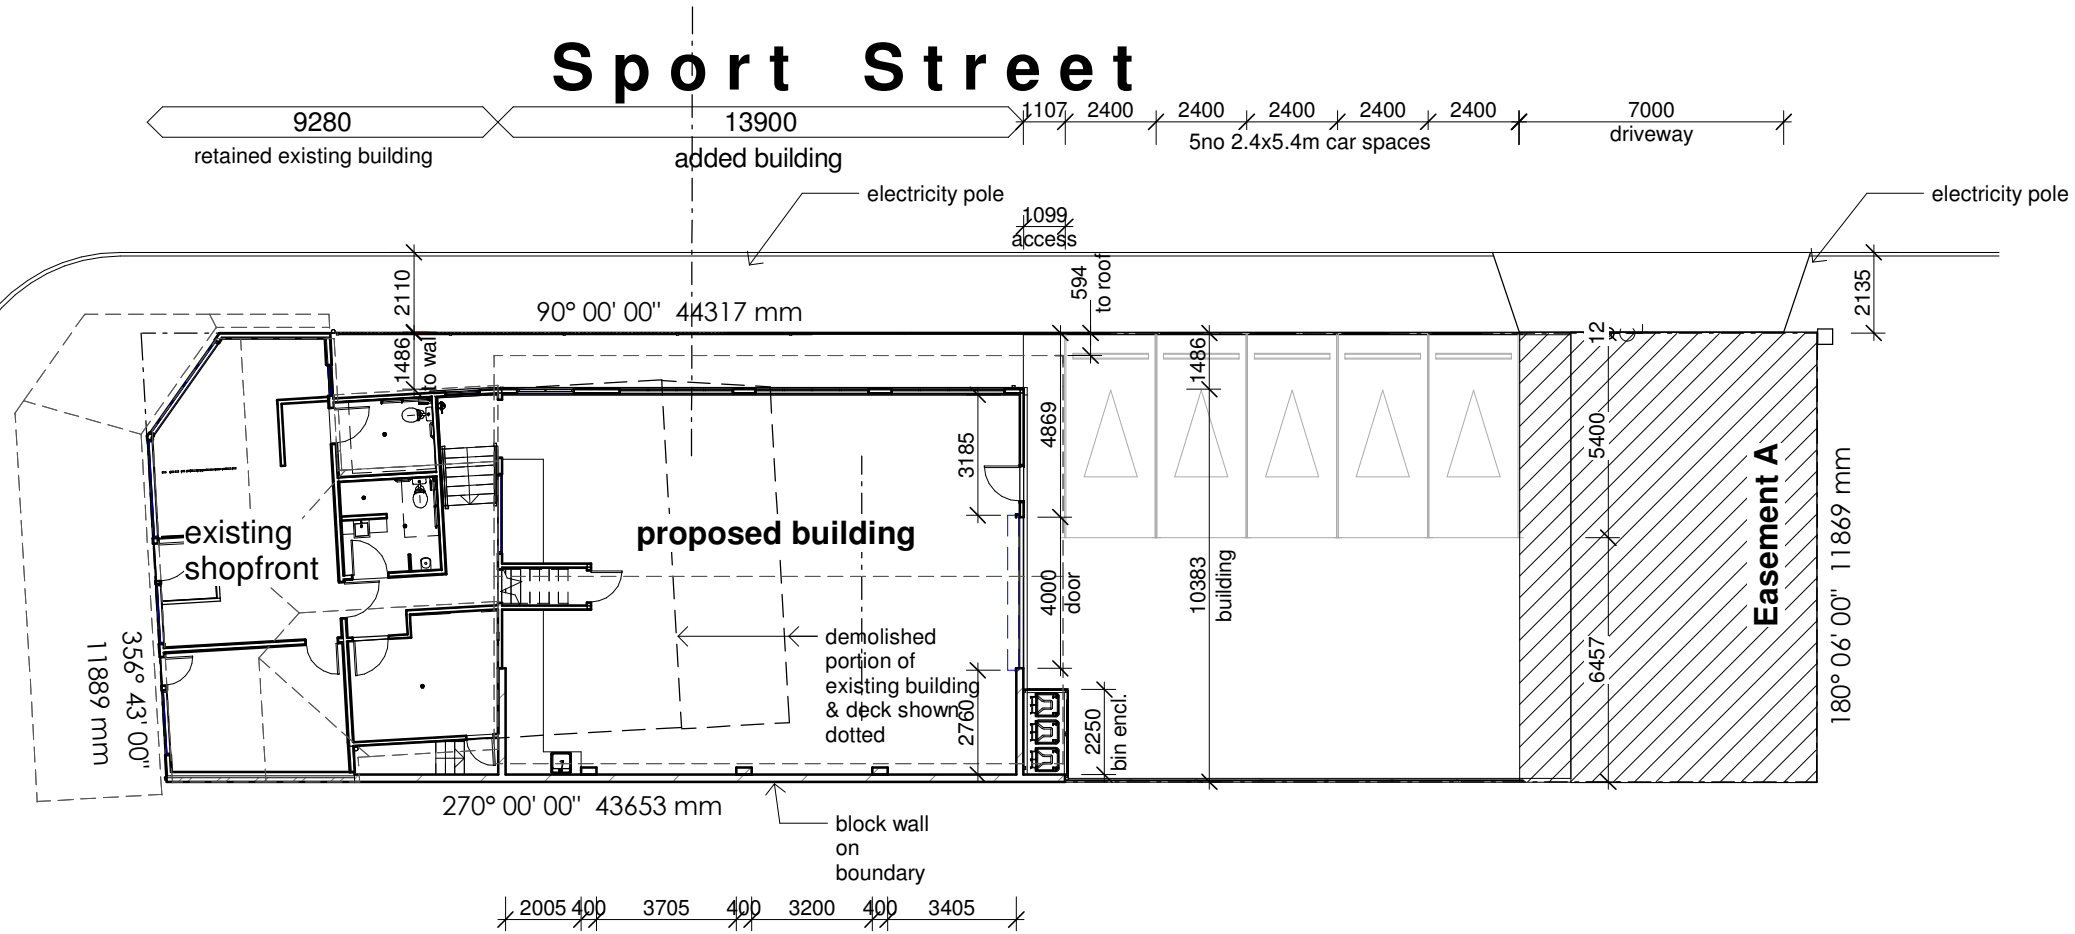 Sport Street
9280
13900
1107
2400
2400
2400
2400
2400
7000
retained existing building
added building
5no 2.4x5.4m car spaces
driveway
electricity pole
electricity pole
1099
access
2110
594
to roof
2135
90° 00' 00" 44317 mm
1486
to wall
1486
12
3185
4869
5400
existing
shopfront
proposed building
Easement A
180° 06' 00" 11869 mm
4000
door
10383
building
demolished
portion of
existing building
& deck shown
dotted
356° 43' 00"
11889 mm
6457
2760
2250
bin encl.
270° 00' 00" 43653 mm
block wall
on
boundary
2005
400
3705
400
3200
400
3405